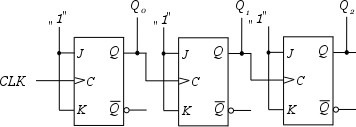 Q₀ Q₁ Q₂
„ 1" „ 1" „ 1"
J Q J Q J Q
CLK C C C
K Q̅ K Q̅ K Q̅